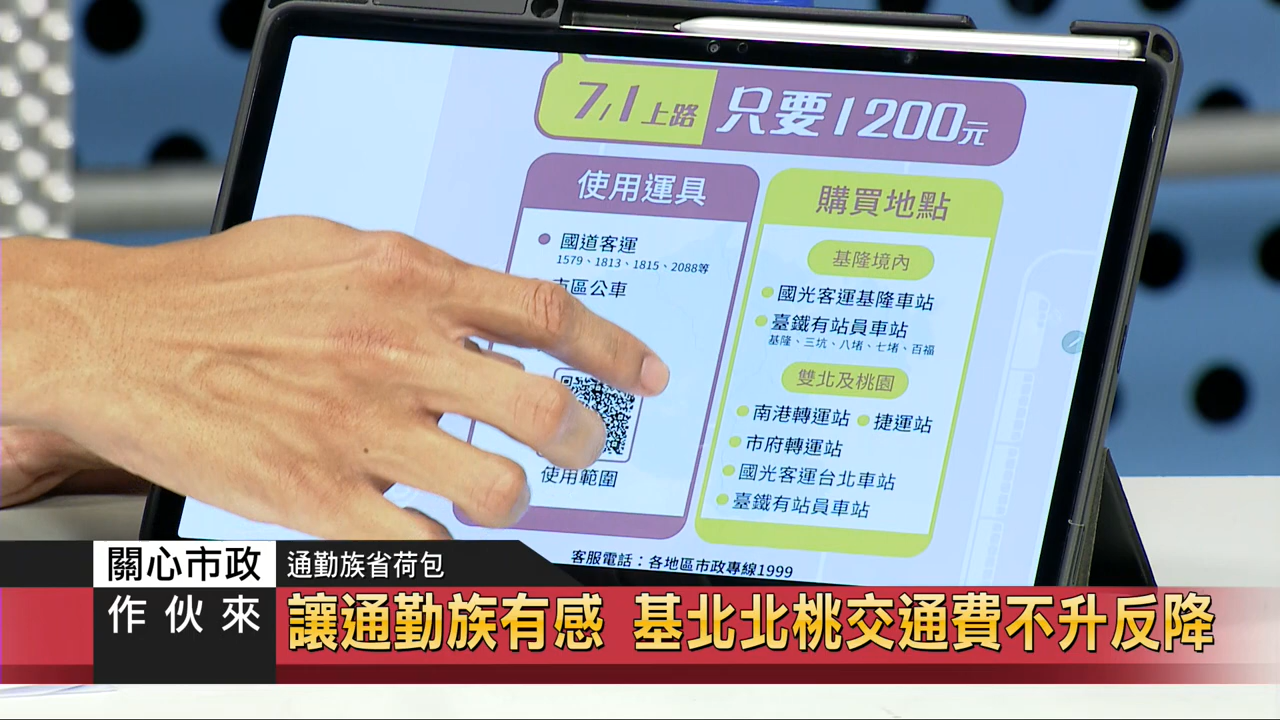 7/1上路 只要1200元
使用運具
國道客運
1579、1813、1815、2088等
市區公車
使用範圍
購買地點
基隆境內
國光客運基隆車站
臺鐵有站員車站
基隆、三坑、八堵、七堵、百福
雙北及桃園
南港轉運站 捷運站
市府轉運站
國光客運台北車站
臺鐵有站員車站
客服電話：各地區市政專線1999
關心市政 通勤族省荷包
作伙來 讓通勤族有感 基北北桃交通費不升反降